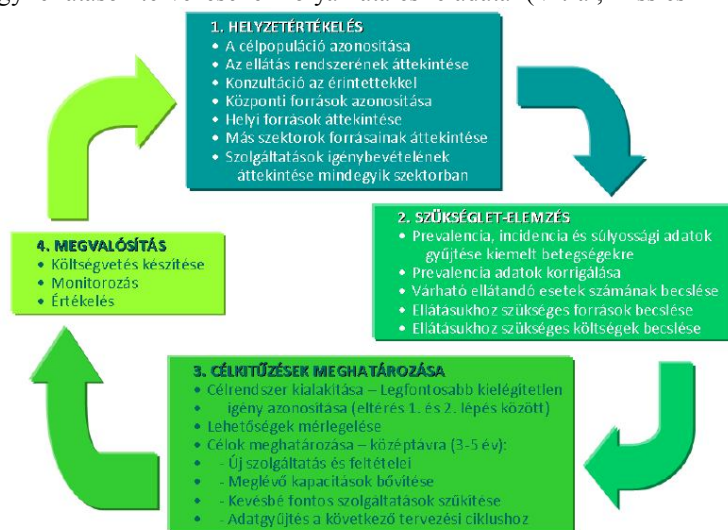 1. HELYZETÉRTÉKELÉS
• A célpopuláció azonosítása
• Az ellátás rendszerének áttekintése
• Konzultáció az érintettekkel
• Központi források azonosítása
• Helyi források áttekintése
• Más szektorok forrásainak áttekintése
• Szolgáltatások igénybevételének
áttekintése mindegyik szektorban
2. SZÜKSÉGLET-ELEMZÉS
• Prevalencia, incidencia és súlyossági adatok
gyűjtése kiemelt betegségekre
• Prevalencia adatok korrigálása
• Várható ellátandó esetek számának becslése
• Ellátásukhoz szükséges források becslése
• Ellátásukhoz szükséges költségek becslése
3. CÉLKITŰZÉSEK MEGHATÁROZÁSA
• Célrendszer kialakítása – Legfontosabb kielégítetlen
• igény azonosítása (eltérés 1. és 2. lépés között)
• Lehetőségek mérlegelése
• Célok meghatározása – középtávra (3-5 év):
• - Új szolgáltatás és feltételei
• - Meglévő kapacitások bővítése
• - Kevésbé fontos szolgáltatások szűkítése
• - Adatgyűjtés a következő tervezési ciklushoz
4. MEGVALÓSÍTÁS
• Költségvetés készítése
• Monitorozás
• Értékelés